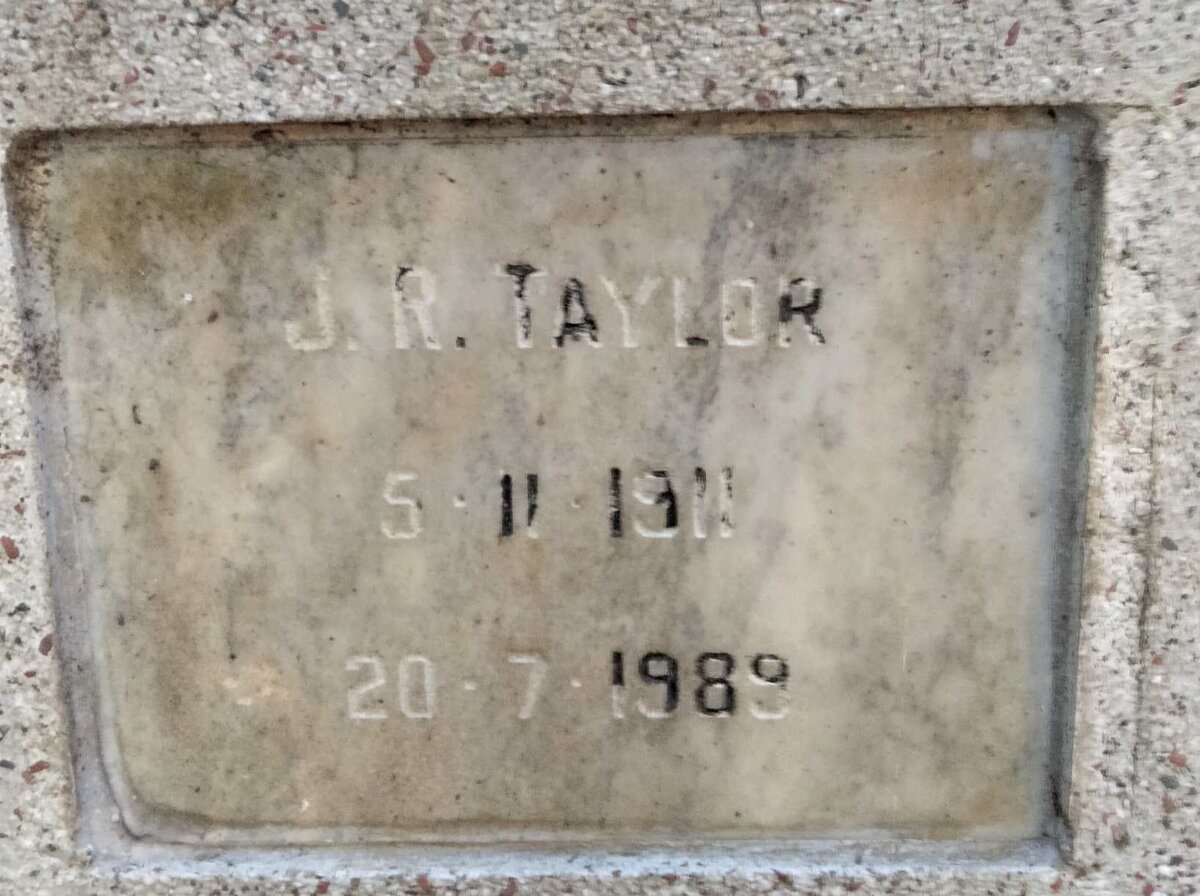 J. R. TAYLOR
5 · 11 · 1911
20 · 7 · 1989